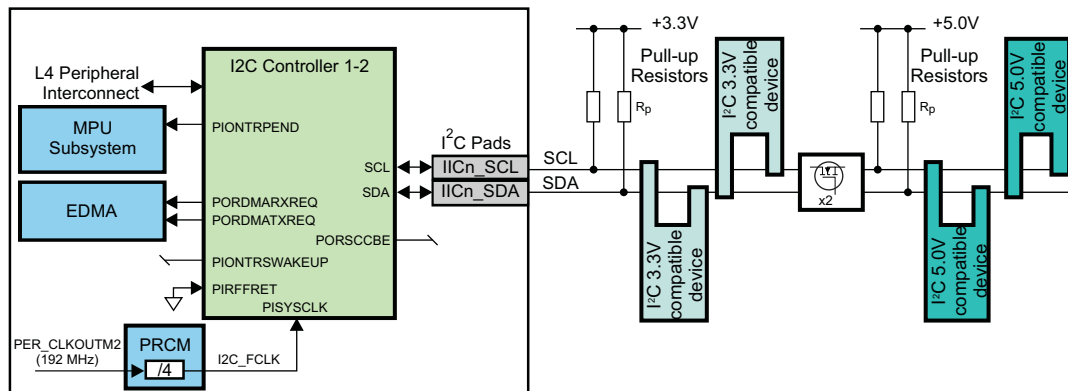 I2C Controller 1-2
L4 Peripheral
Interconnect
MPU
Subsystem
PIONTRPEND
EDMA
PORDMARXREQ
PORDMATXREQ
PIONTRSWAKEUP
PIRFFRET
PISYSCLK
SCL
SDA
PORSCCBE
PRCM
/4
PER_CLKOUTM2
(192 MHz)
I2C_FCLK
I2C Pads
IICn_SCL
IICn_SDA
SCL
SDA
+3.3V
Pull-up
Resistors
Rp
I2C 3.3V
compatible
device
I2C 3.3V
compatible
device
x2
+5.0V
Pull-up
Resistors
Rp
I2C 5.0V
compatible
device
I2C 5.0V
compatible
device